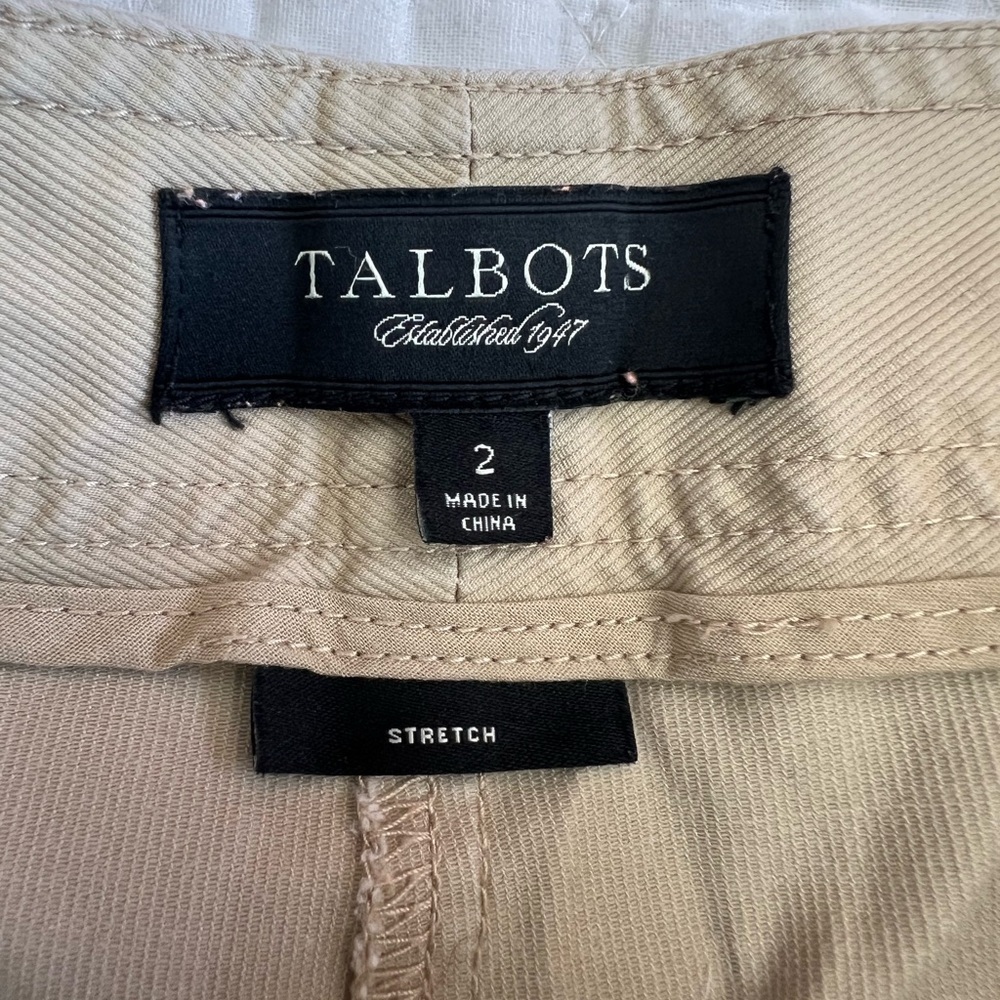 TALBOTS
Established 1947
2
MADE IN
CHINA
STRETCH